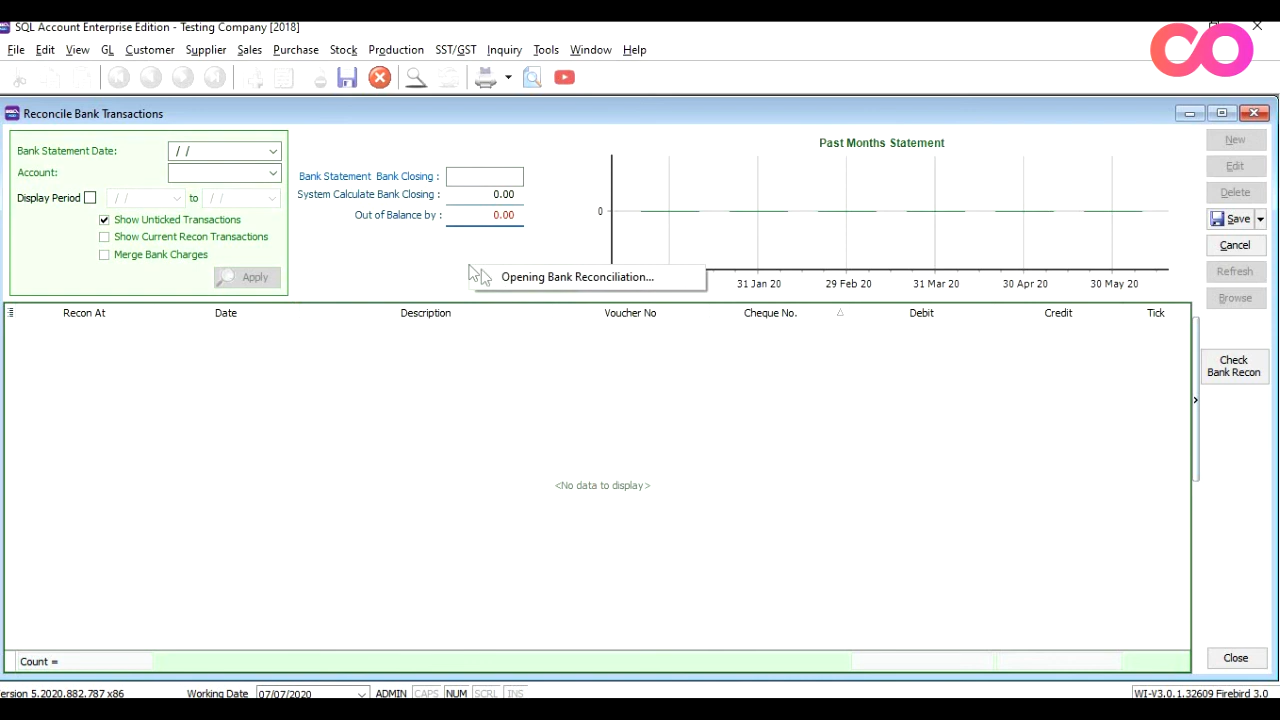 SQL Account Enterprise Edition - Testing Company [2018]
File Edit View GL Customer Supplier Sales Purchase Stock Production SST/GST Inquiry Tools Window Help
CO
Reconcile Bank Transactions
Past Months Statement
New
Bank Statement Date: / /
Account:
Edit
Bank Statement Bank Closing :
System Calculate Bank Closing : 0.00
Delete
Display Period / / to / /
Out of Balance by : 0.00
0
Show Unticked Transactions
Save
Show Current Recon Transactions
Cancel
Merge Bank Charges
Apply
Opening Bank Reconciliation...
Refresh
31 Jan 20 29 Feb 20 31 Mar 20 30 Apr 20 30 May 20
Browse
Recon At Date Description Voucher No Cheque No. Debit Credit Tick
Check
Bank Recon
<No data to display>
Count =
Close
ersion 5.2020.882.787 x86 Working Date 07/07/2020 ADMIN CAPS NUM SCRL INS WI-V3.0.1.32609 Firebird 3.0